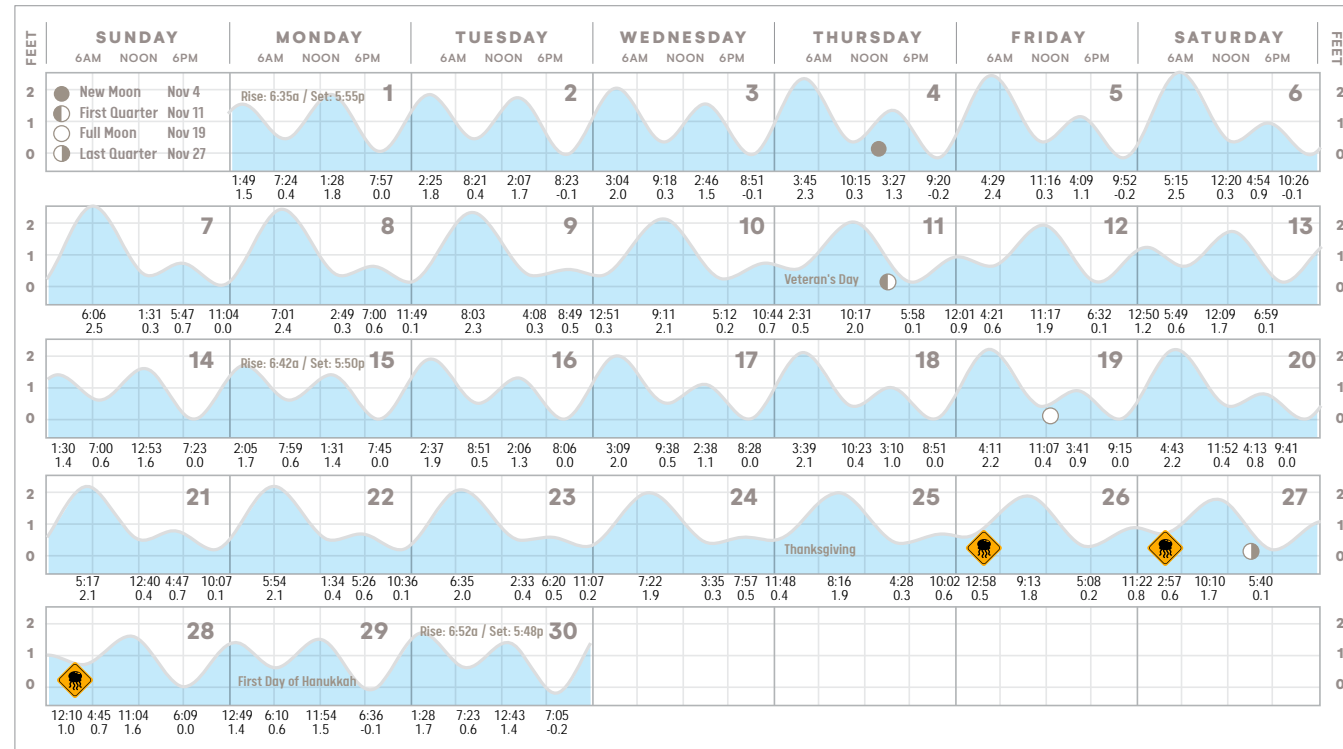 FEET SUNDAY MONDAY TUESDAY WEDNESDAY THURSDAY FRIDAY SATURDAY FEET
6AM NOON 6PM 6AM NOON 6PM 6AM NOON 6PM 6AM NOON 6PM 6AM NOON 6PM 6AM NOON 6PM 6AM NOON 6PM
New Moon Nov 4
First Quarter Nov 11
Full Moon Nov 19
Last Quarter Nov 27
Rise: 6:35a / Set: 5:55p 1 2 3 4 5 6
2 2
1 1
0 0
1:49 7:24 1:28 7:57 2:25 8:21 2:07 8:23 3:04 9:18 2:46 8:51 3:45 10:15 3:27 9:20 4:29 11:16 4:09 9:52 5:15 12:20 4:54 10:26
1.5 0.4 1.8 0.0 1.8 0.4 1.7 -0.1 2.0 0.3 1.5 -0.1 2.3 0.3 1.3 -0.2 2.4 0.3 1.1 -0.2 2.5 0.3 0.9 -0.1
7 8 9 10 11 12 13
2 2
1 1
Veteran's Day
0 0
6:06 1:31 5:47 11:04 7:01 2:49 7:00 11:49 8:03 4:08 8:49 12:51 9:11 5:12 10:44 2:31 10:17 5:58 12:01 4:21 11:17 6:32 12:50 5:49 12:09 6:59
2.5 0.3 0.7 0.0 2.4 0.3 0.6 0.1 2.3 0.3 0.5 0.3 2.1 0.2 0.7 0.5 2.0 0.1 0.9 0.6 1.9 0.1 1.2 0.6 1.7 0.1
14 Rise: 6:42a / Set: 5:50p 15 16 17 18 19 20
2 2
1 1
0 0
1:30 7:00 12:53 7:23 2:05 7:59 1:31 7:45 2:37 8:51 2:06 8:06 3:09 9:38 2:38 8:28 3:39 10:23 3:10 8:51 4:11 11:07 3:41 9:15 4:43 11:52 4:13 9:41
1.4 0.6 1.6 0.0 1.7 0.6 1.4 0.0 1.9 0.5 1.3 0.0 2.0 0.5 1.1 0.0 2.1 0.4 1.0 0.0 2.2 0.4 0.9 0.0 2.2 0.4 0.8 0.0
21 22 23 24 25 26 27
2 2
1 1
Thanksgiving
0 0
5:17 12:40 4:47 10:07 5:54 1:34 5:26 10:36 6:35 2:33 6:20 11:07 7:22 3:35 7:57 11:48 8:16 4:28 10:02 12:58 9:13 5:08 11:22 2:57 10:10 5:40
2.1 0.4 0.7 0.1 2.1 0.4 0.6 0.1 2.0 0.4 0.5 0.2 1.9 0.3 0.5 0.4 1.9 0.3 0.6 0.5 1.8 0.2 0.8 0.6 1.7 0.1
28 29 Rise: 6:52a / Set: 5:48p 30
2 2
1 1
First Day of Hanukkah
0 0
12:10 4:45 11:04 6:09 12:49 6:10 11:54 6:36 1:28 7:23 12:43 7:05
1.0 0.7 1.6 0.0 1.4 0.6 1.5 -0.1 1.7 0.6 1.4 -0.2